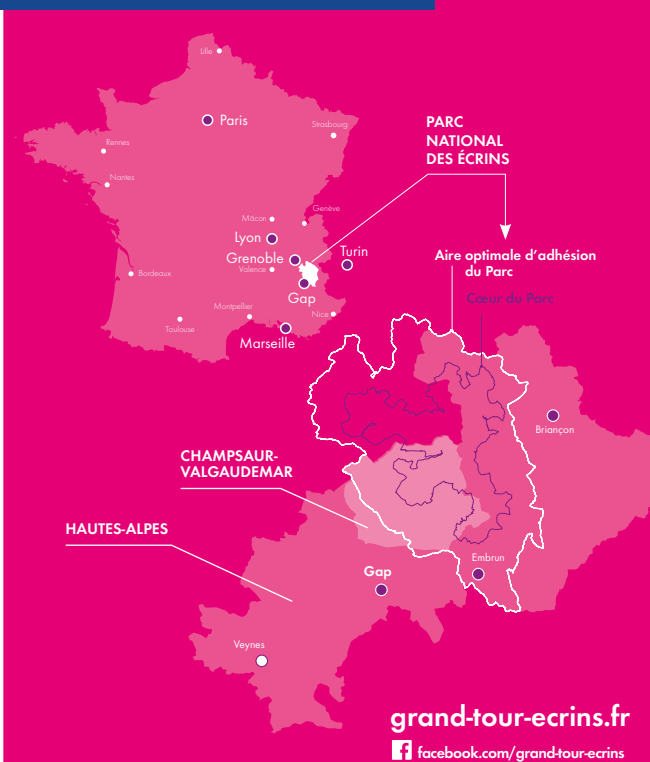 Lille
Paris
Strasbourg
Rennes
Nantes
PARC
NATIONAL
DES ÉCRINS
Mâcon
Genève
Lyon
Grenoble
Turin
Valence
Bordeaux
Gap
Montpellier
Nice
Toulouse
Marseille
Aire optimale d'adhésion
du Parc
Cœur du Parc
Briançon
CHAMPSAUR-
VALGAUDEMAR
HAUTES-ALPES
Embrun
Gap
Veynes
grand-tour-ecrins.fr
facebook.com/grand-tour-ecrins